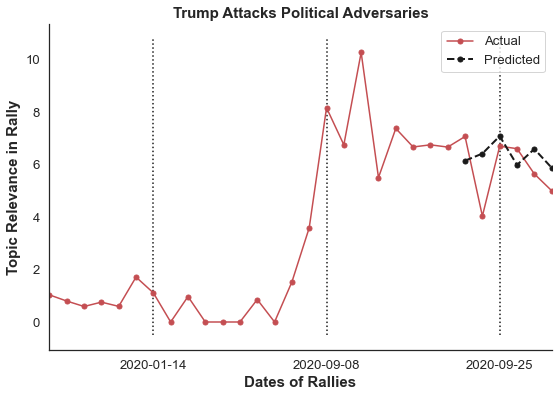 Trump Attacks Political Adversaries
Actual
Predicted
Topic Relevance in Rally
10
8
6
4
2
0
2020-01-14
2020-09-08
2020-09-25
Dates of Rallies